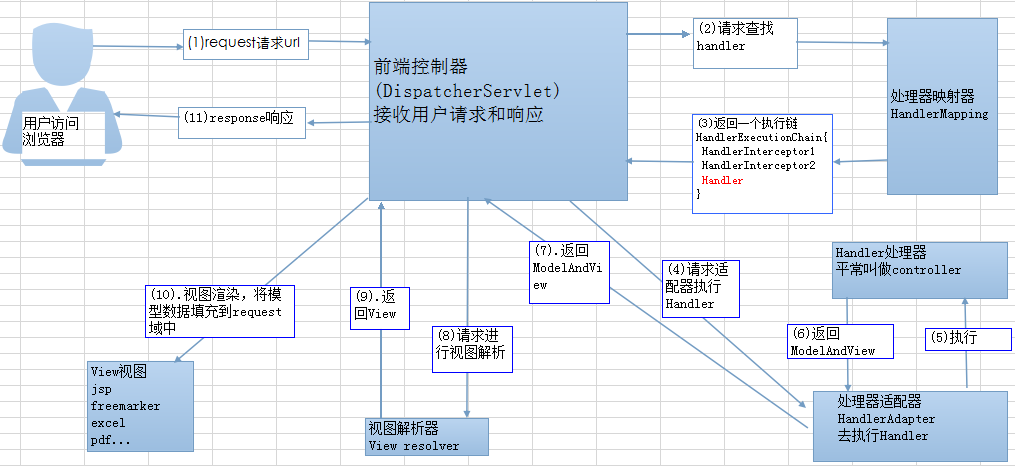 (1)request请求url
用户访问
浏览器
(11)response响应
前端控制器
(DispatcherServlet)
接收用户请求和响应
(2)请求查找
handler
处理器映射器
HandlerMapping
(3)返回一个执行链
HandlerExecutionChain{
HandlerInterceptor1
HandlerInterceptor2
Handler
}
(4)请求适
配器执行
Handler
Handler处理器
平常叫做controller
(5)执行
(6)返回
ModelAndView
处理器适配器
HandlerAdapter
去执行Handler
(7).返回
ModelAndVi
ew
(8)请求进
行视图解析
视图解析器
View resolver
(9).返
回View
(10).视图渲染，将模
型数据填充到request
域中
View视图
jsp
freemarker
excel
pdf...